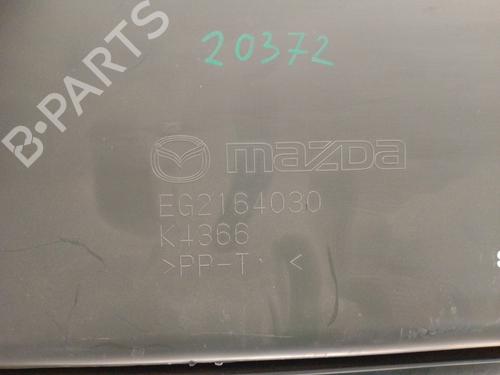 20372
B-PARTS
mazda
EG2164030
K4366
>PP-T <